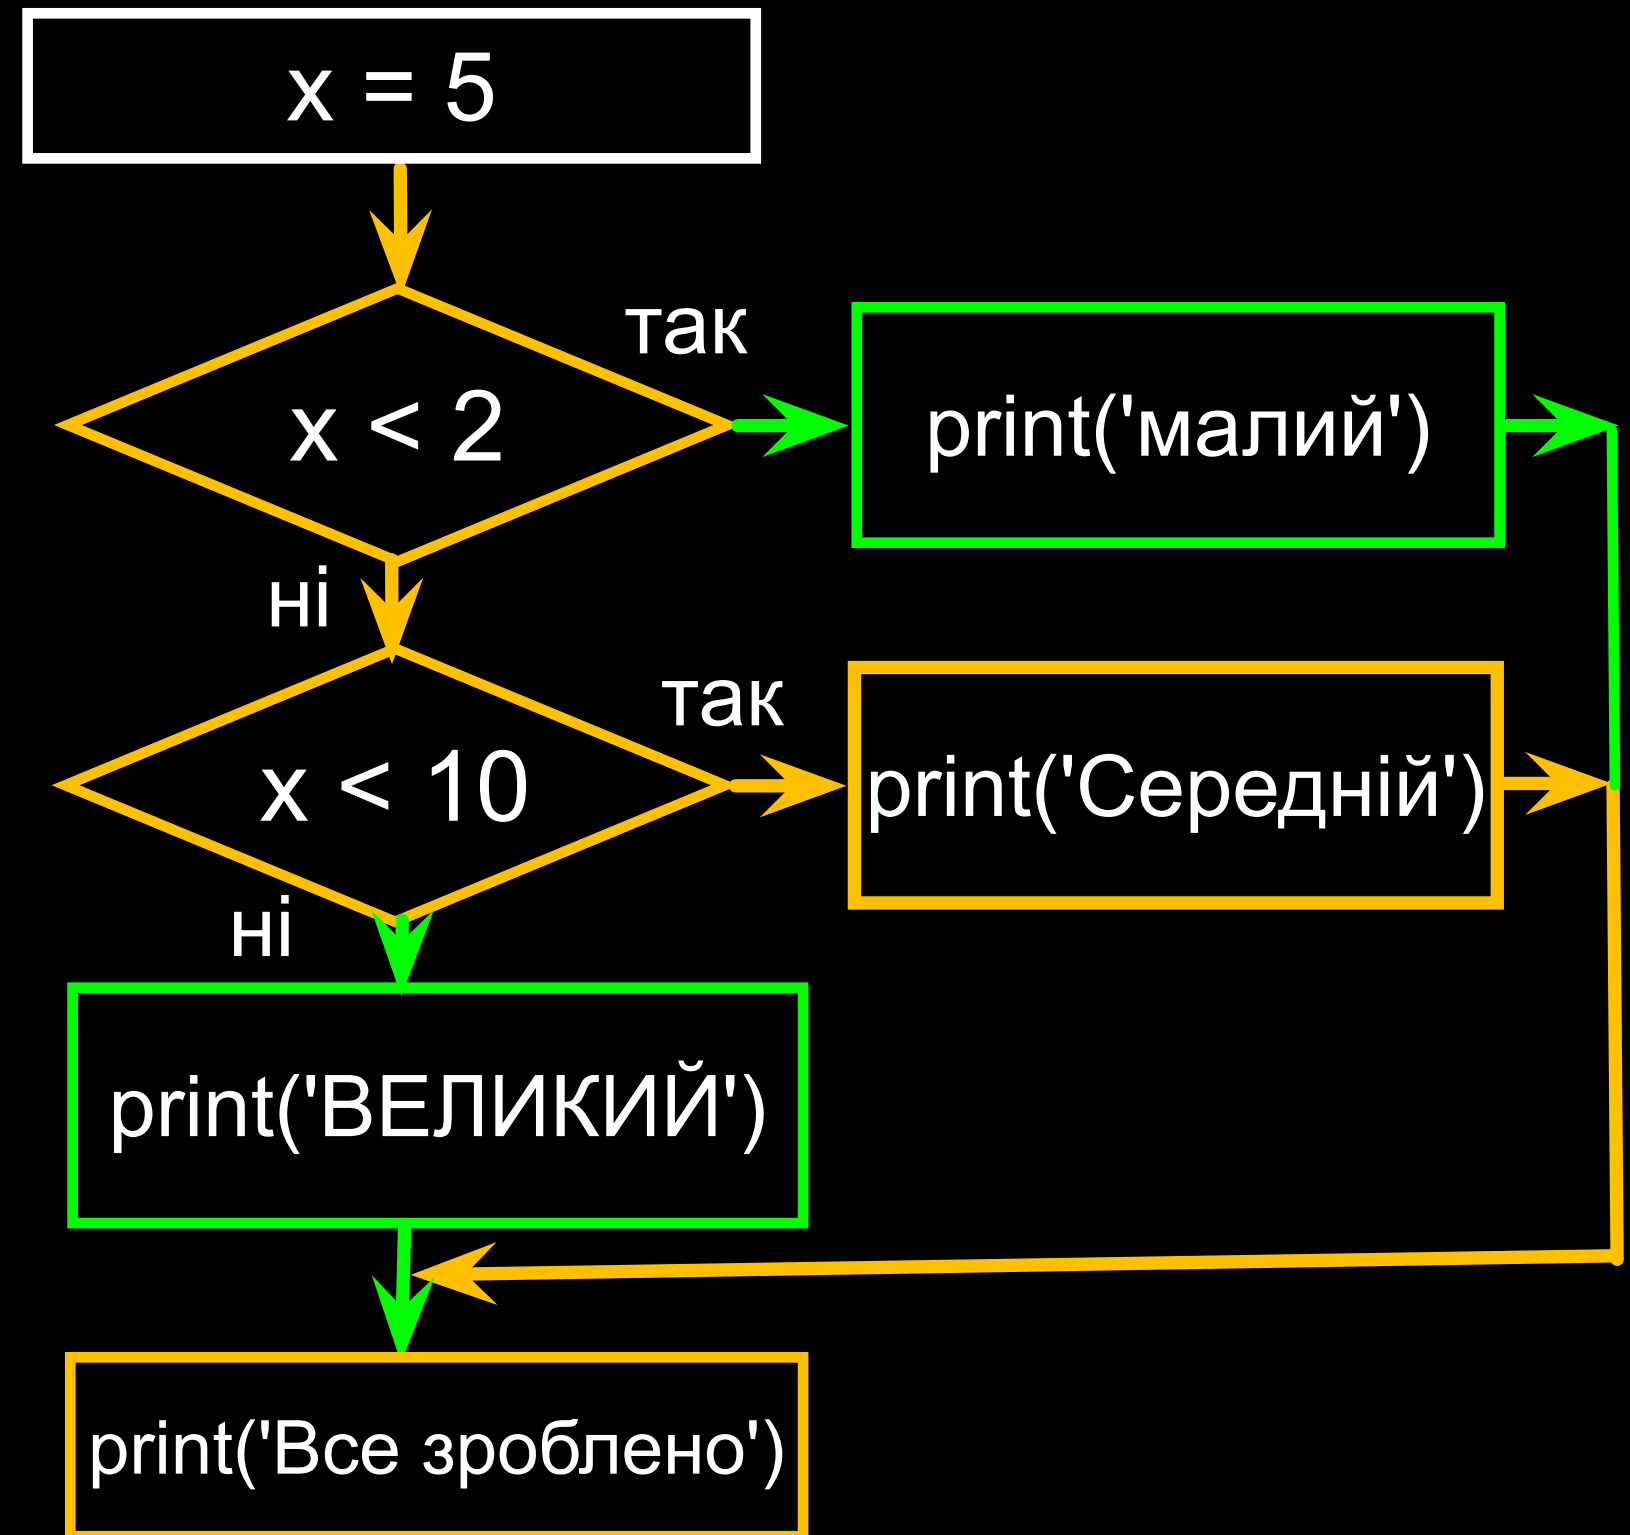 x = 5
так
x < 2
print('малий')
ні
так
x < 10
print('Середній')
ні
print('ВЕЛИКИЙ')
print('Все зроблено')